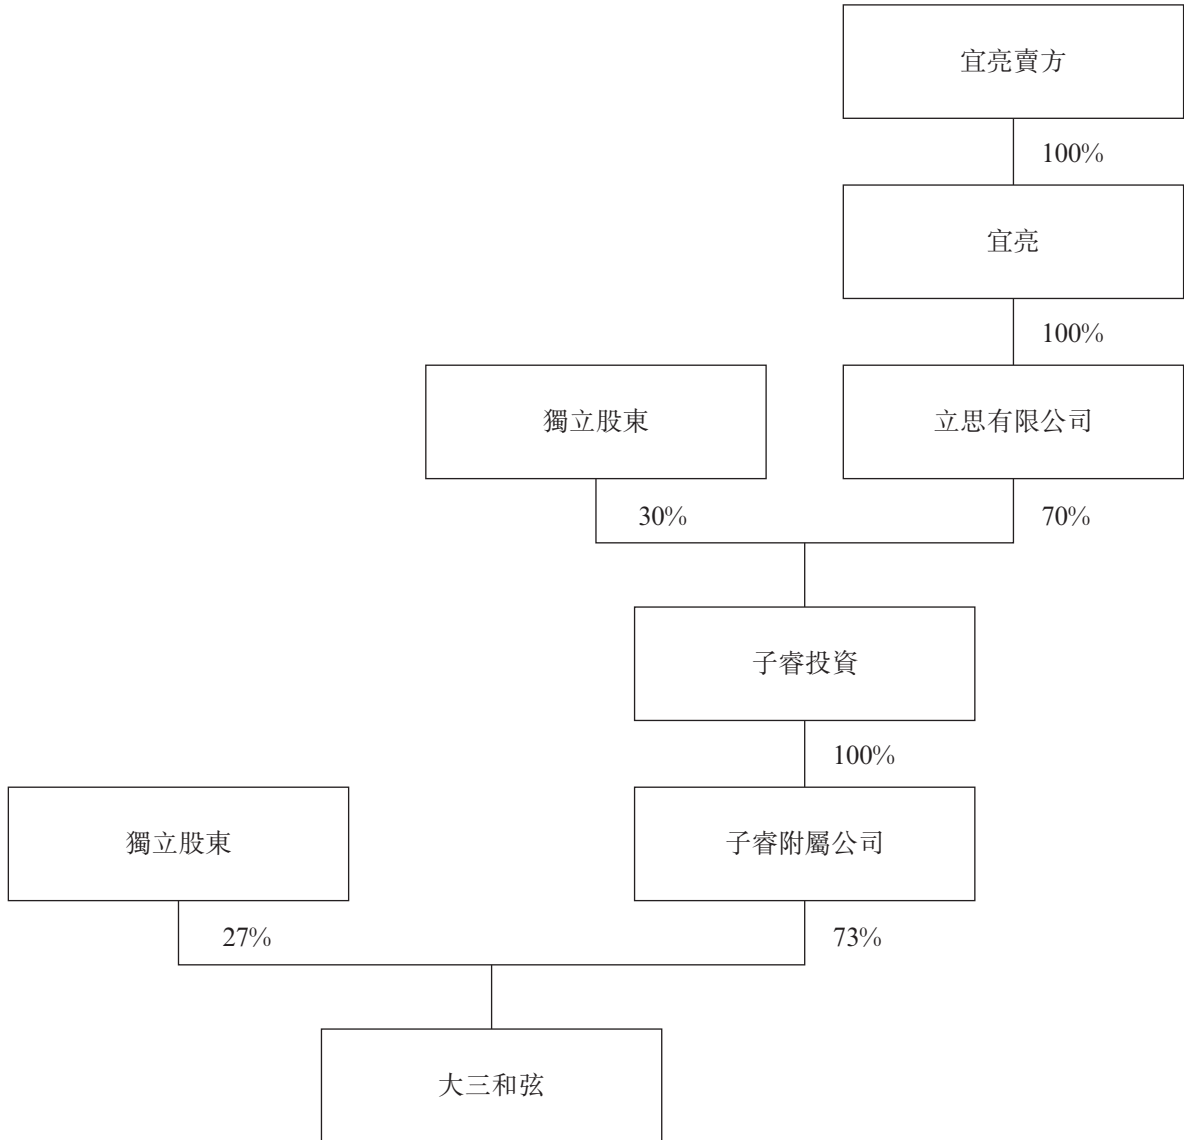 宜亮賣方
100%
宜亮
100%
獨立股東
立思有限公司
30%
70%
子睿投資
100%
獨立股東
子睿附屬公司
27%
73%
大三和弦